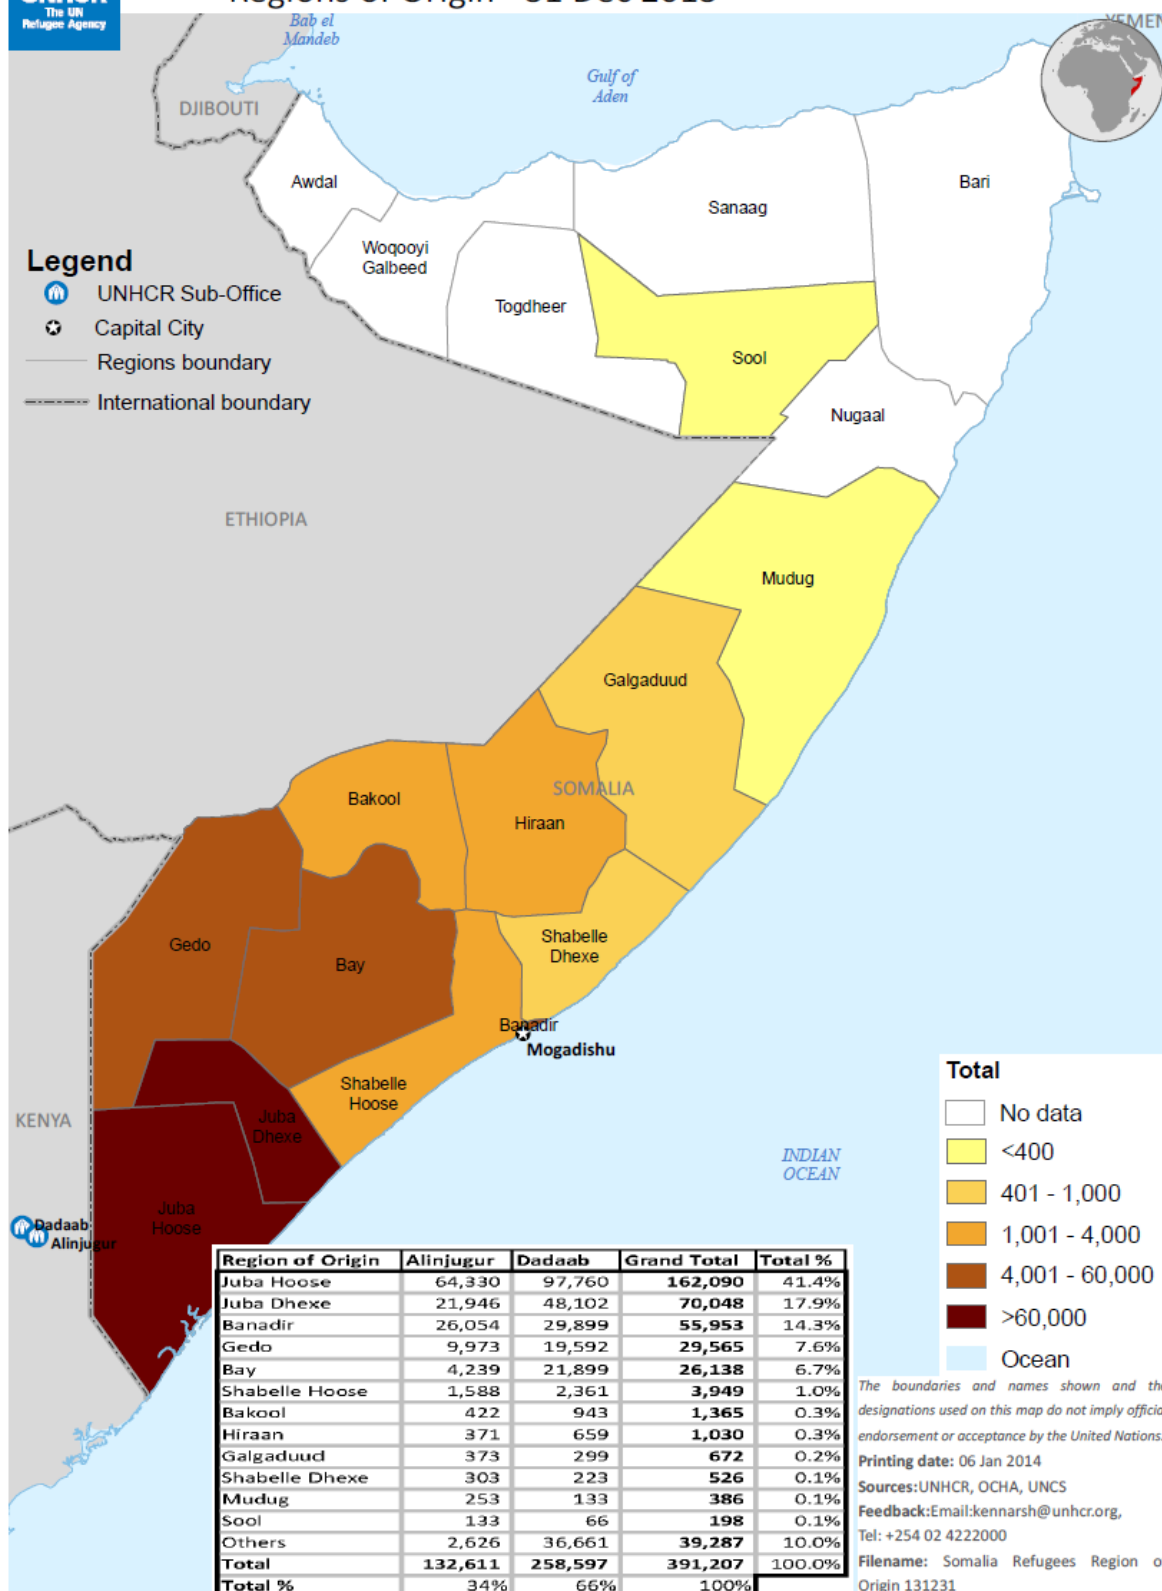 The UN
Refugee Agency
Bab el
Mandeb
YEMEN
Gulf of
Aden
DJIBOUTI
Awdal
Sanaag
Bari
Woqooyi
Galbeed
Togdheer
Sool
Nugaal
Legend
UNHCR Sub-Office
Capital City
Regions boundary
International boundary
ETHIOPIA
Mudug
Galgaduud
SOMALIA
Bakool
Hiraan
Gedo
Bay
Shabelle
Dhexe
Banadir
Mogadishu
Shabelle
Hoose
KENYA
Juba
Dhexe
Juba
Hoose
Dadaab
Alinjugur
INDIAN
OCEAN
Total
No data
<400
401 - 1,000
1,001 - 4,000
4,001 - 60,000
>60,000
Ocean
Region of Origin Alinjugur Dadaab Grand Total Total %
Juba Hoose 64,330 97,760 162,090 41.4%
Juba Dhexe 21,946 48,102 70,048 17.9%
Banadir 26,054 29,899 55,953 14.3%
Gedo 9,973 19,592 29,565 7.6%
Bay 4,239 21,899 26,138 6.7%
Shabelle Hoose 1,588 2,361 3,949 1.0%
Bakool 422 943 1,365 0.3%
Hiraan 371 659 1,030 0.3%
Galgaduud 373 299 672 0.2%
Shabelle Dhexe 303 223 526 0.1%
Mudug 253 133 386 0.1%
Sool 133 66 198 0.1%
Others 2,626 36,661 39,287 10.0%
Total 132,611 258,597 391,207 100.0%
Total % 34% 66% 100%
The boundaries and names shown and the
designations used on this map do not imply official
endorsement or acceptance by the United Nations.
Printing date: 06 Jan 2014
Sources:UNHCR, OCHA, UNCS
Feedback:Email:kennarsh@unhcr.org,
Tel: +254 02 4222000
Filename: Somalia Refugees Region o
Origin 131231